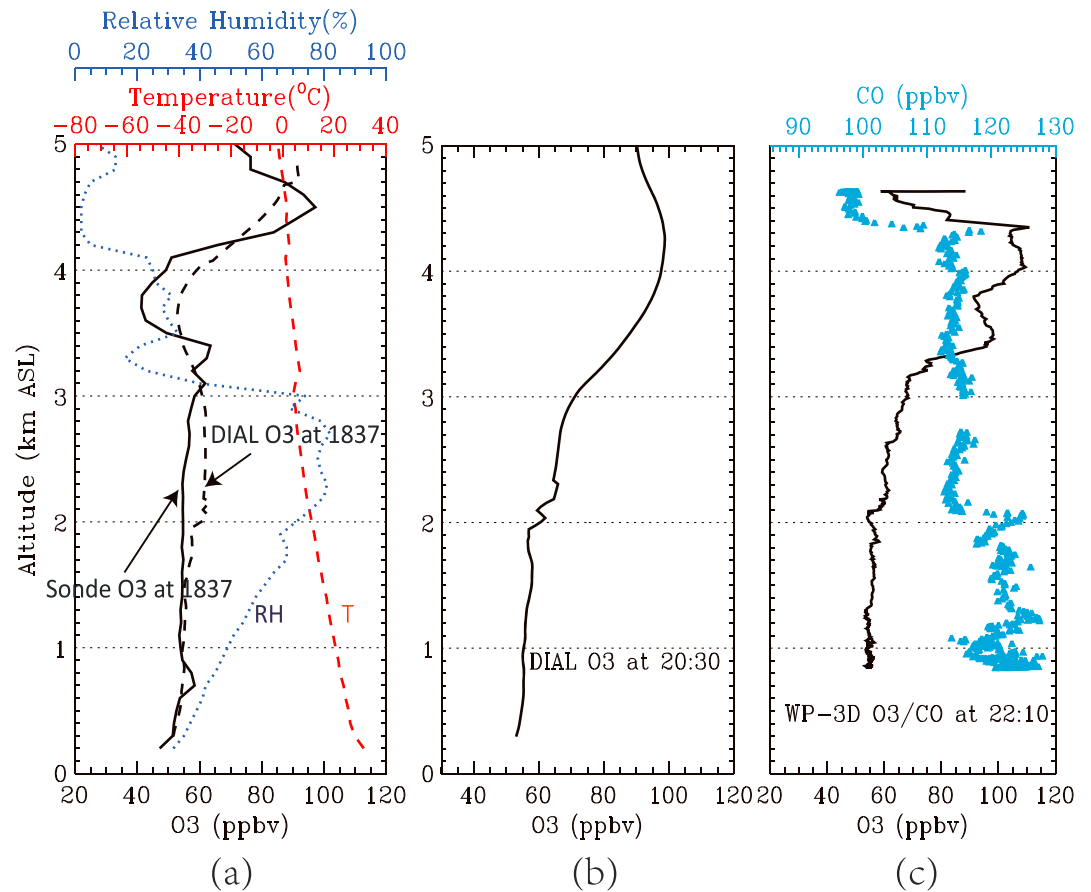 Relative Humidity(%)
0 20 40 60 80 100
Temperature(°C)
-80 -60 -40 -20 0 20 40
CO (ppbv)
90 100 110 120 130
5
4
3
2
1
0
Altitude (km ASL)
DIAL O3 at 1837
Sonde O3 at 1837
RH
T
20 40 60 80 100
O3 (ppbv)
(a)
5
4
3
2
1
0
DIAL O3 at 20:30
40 60 80 100 120
O3 (ppbv)
(b)
WP-3D O3/CO at 22:10
20 40 60 80 100 120
O3 (ppbv)
(c)